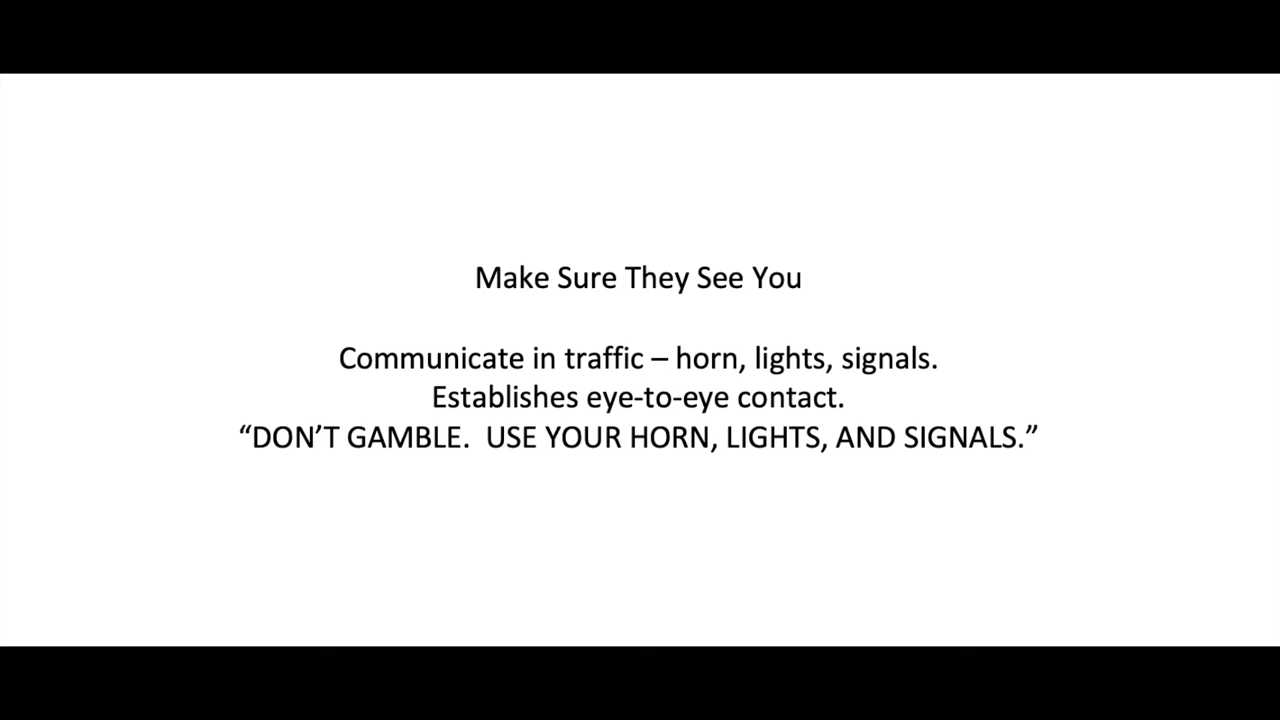 Make Sure They See You
Communicate in traffic – horn, lights, signals.
Establishes eye-to-eye contact.
“DON’T GAMBLE.  USE YOUR HORN, LIGHTS, AND SIGNALS.”